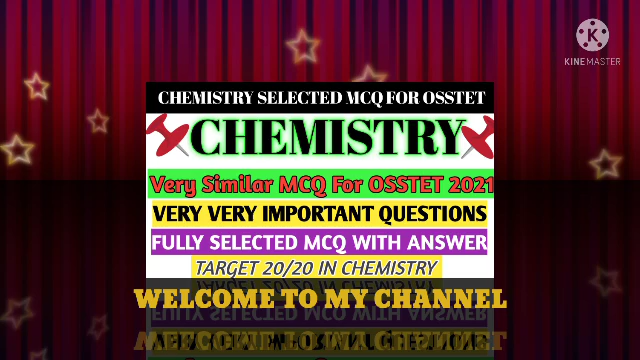 K
KINEMASTER
CHEMISTRY SELECTED MCQ FOR OSSTET
CHEMISTRY
Very Similar MCQ For OSSTET 2021
VERY VERY IMPORTANT QUESTIONS
FULLY SELECTED MCQ WITH ANSWER
TARGET 20/20 IN CHEMISTRY
WELCOME TO MY CHANNEL